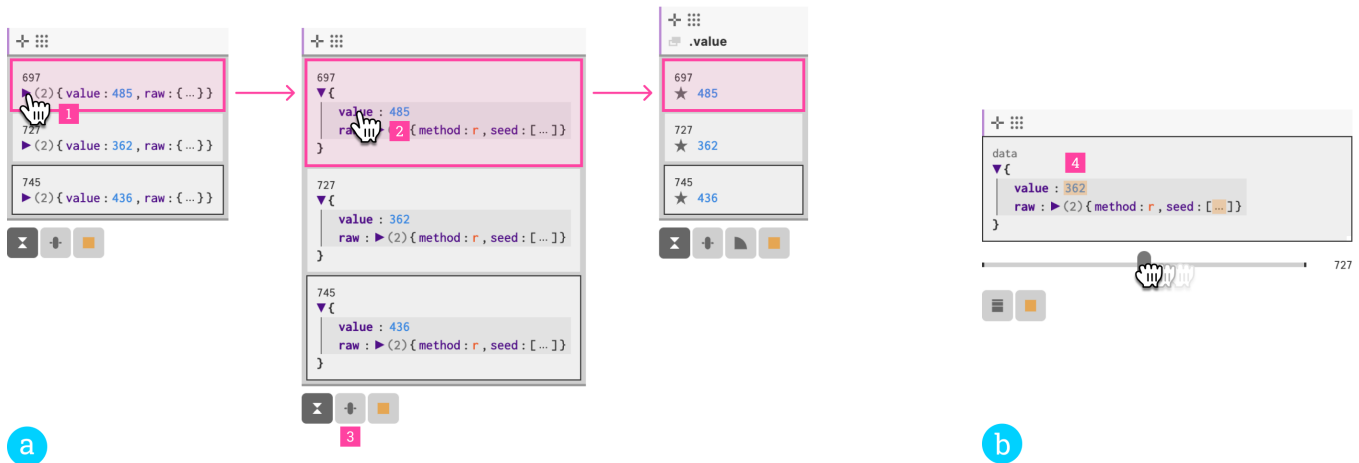 697
▶(2){value:485,raw:{…}}
1
727
▶(2){value:362,raw:{…}}
745
▶(2){value:436,raw:{…}}
697
▼{
value : 485
raw {method:r,seed:[…]}
2
}
727
▼{
value : 362
raw : ▶(2){method:r,seed:[…]}
}
745
▼{
value : 436
raw : ▶(2){method:r,seed:[…]}
}
3
.value
697
★ 485
727
★ 362
745
★ 436
a
data
4
▼{
value : 362
raw : ▶(2){method:r,seed:[…]}
}
727
b